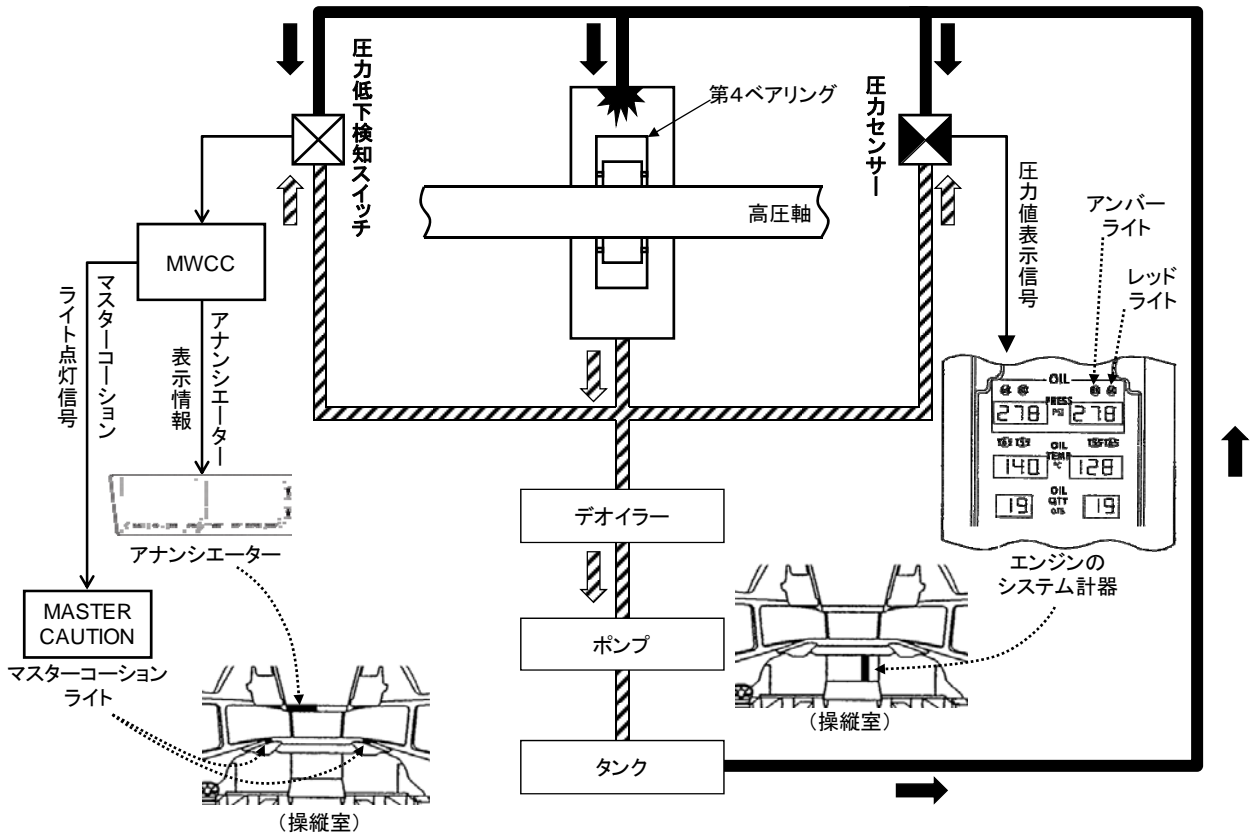 圧力低下検知スイッチ
第4ベアリング
圧力センサー
高圧軸
圧力値表示信号
アンバー
ライト
レッド
ライト
MWCC
マスターコーション
ライト点灯信号
アナンシエーター
表示情報
OIL
PRESS
PSI
278
278
OIL
TEMP
℃
140
128
OIL
QTY
19
19
アナンシエーター
デオイラー
エンジンの
システム計器
MASTER
CAUTION
マスターコーション
ライト
ポンプ
(操縦室)
タンク
(操縦室)